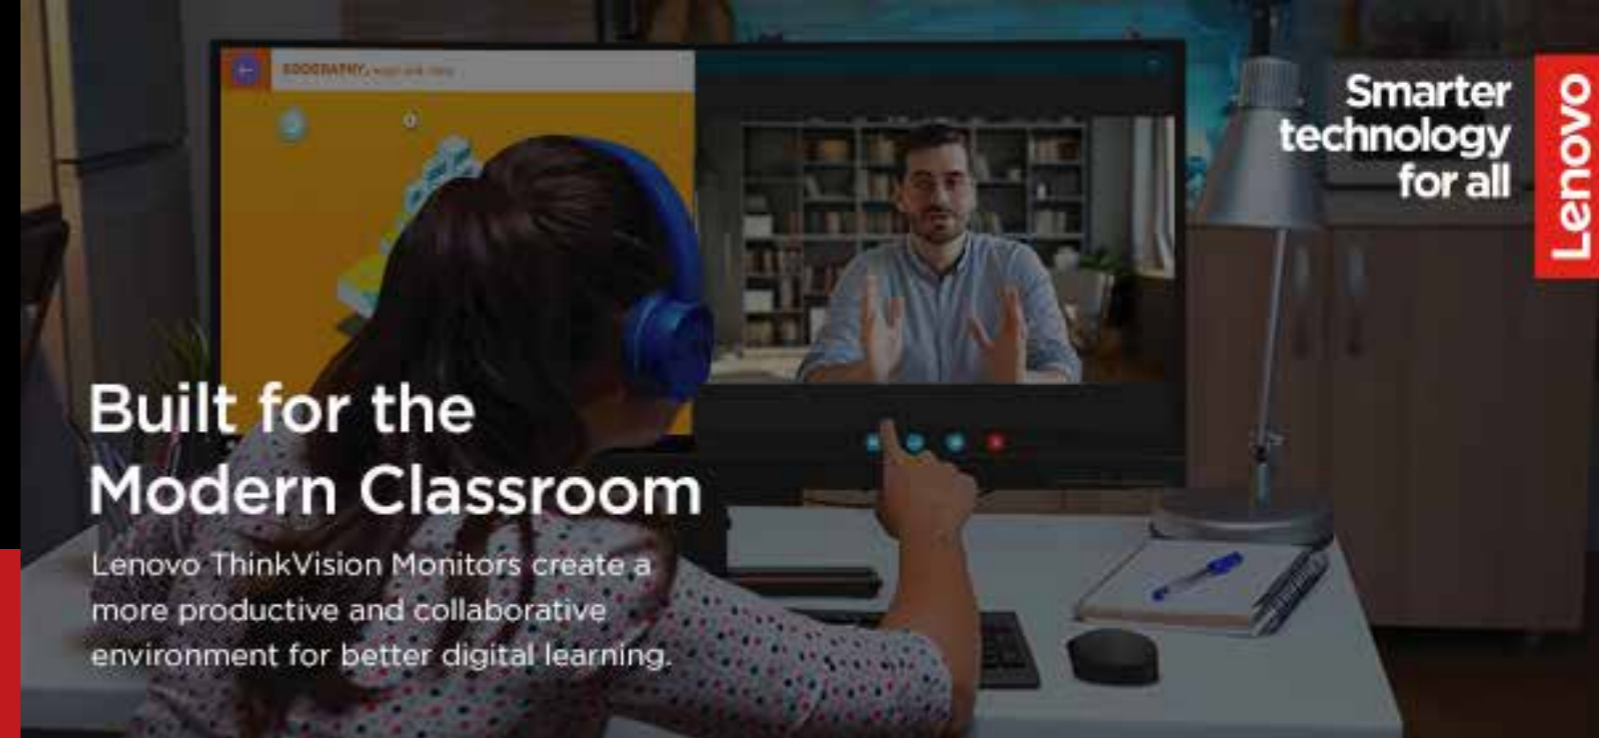 GEOGRAPHY,
Smarter
technology
for all
Lenovo
Built for the
Modern Classroom
Lenovo ThinkVision Monitors create a
more productive and collaborative
environment for better digital learning.